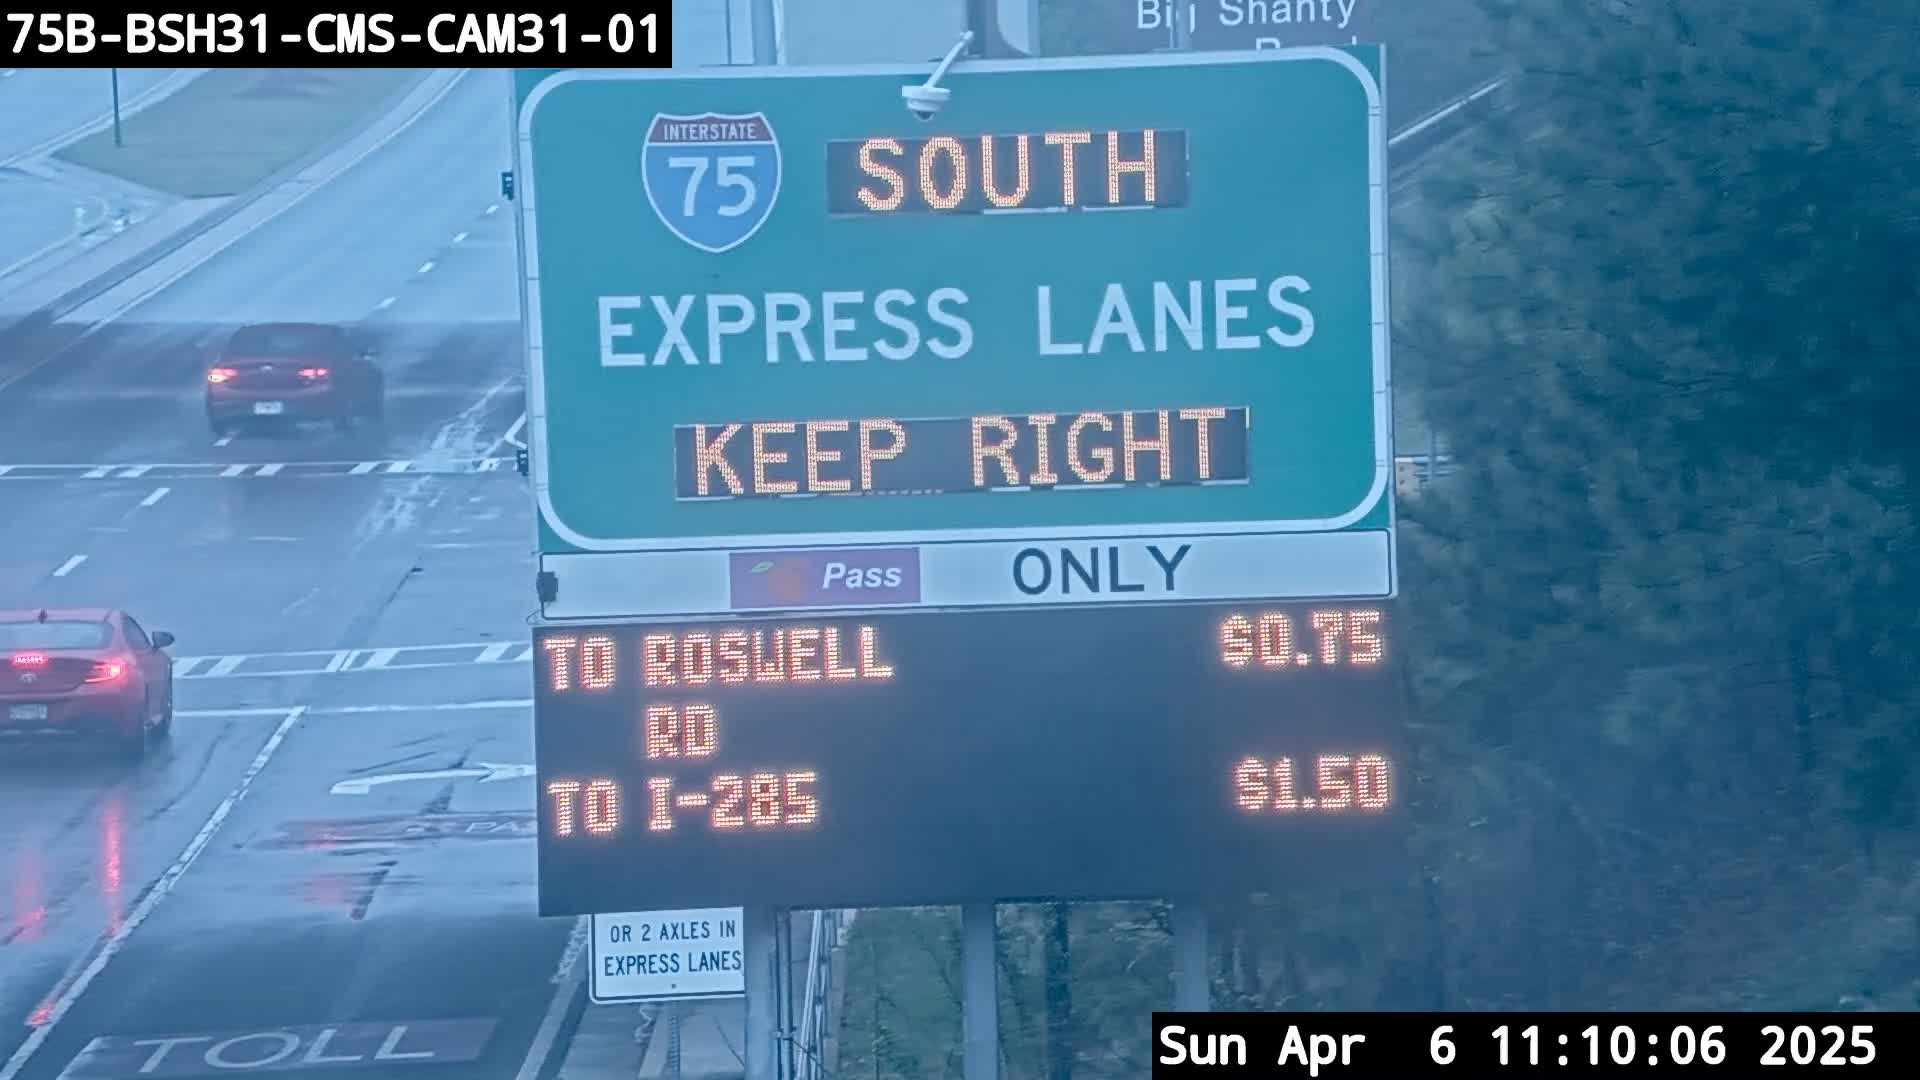 75B-BSH31-CMS-CAM31-01
Big Shanty
INTERSTATE
75
SOUTH
EXPRESS LANES
KEEP RIGHT
Pass ONLY
TO ROSWELL $0.75
RD
TO I-285 $1.50
OR 2 AXLES IN
EXPRESS LANES
TOLL
Sun Apr 6 11:10:06 2025